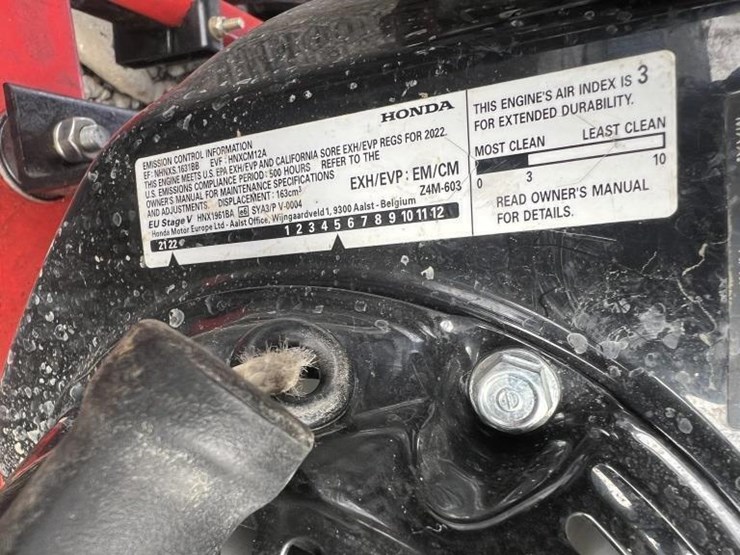 HONDA
EMISSION CONTROL INFORMATION
EF: NHNXS.1631BB EVF: HNXCM12A
THIS ENGINE MEETS U.S. EPA EXH/EVP AND CALIFORNIA SORE EXH/EVP REGS FOR 2022.
U.S. EMISSIONS COMPLIANCE PERIOD: 500 HOURS REFER TO THE
OWNER'S MANUAL FOR MAINTENANCE SPECIFICATIONS
AND ADJUSTMENTS. DISPLACEMENT: 163cm³
EXH/EVP: EM/CM
EU Stage V HNX1961BA e6 SYA3/P V-0004
Z4M-603
Honda Motor Europe Ltd - Aalst Office, Wijngaardveld 1, 9300 Aalst - Belgium
21 22 1 2 3 4 5 6 7 8 9 10 11 12
THIS ENGINE'S AIR INDEX IS 3
FOR EXTENDED DURABILITY.
MOST CLEAN LEAST CLEAN
0 3 10
READ OWNER'S MANUAL
FOR DETAILS.